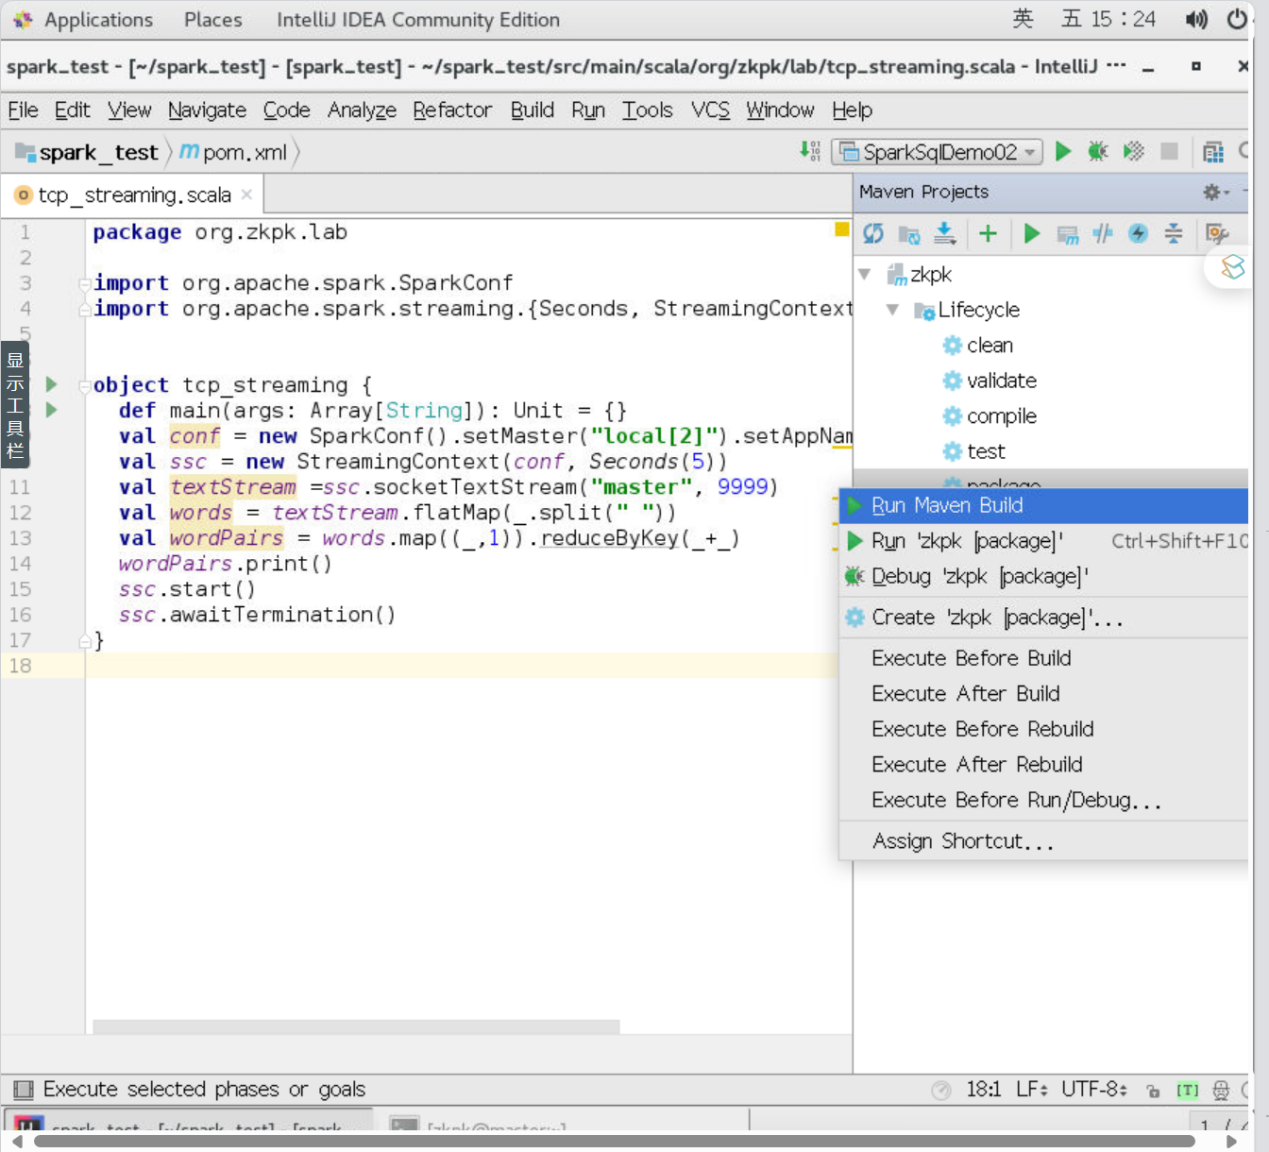 Applications Places IntelliJ IDEA Community Edition 英 五 15：24
spark_test - [~/spark_test] - [spark_test] - ~/spark_test/src/main/scala/org/zkpk/lab/tcp_streaming.scala - IntelliJ ···
File Edit View Navigate Code Analyze Refactor Build Run Tools VCS Window Help
spark_test pom.xml SparkSqlDemo02
tcp_streaming.scala
Maven Projects
1 package org.zkpk.lab
2
3 import org.apache.spark.SparkConf
4 import org.apache.spark.streaming.{Seconds, StreamingContext
5
object tcp_streaming {
def main(args: Array[String]): Unit = {}
val conf = new SparkConf().setMaster("local[2]").setAppNam
val ssc = new StreamingContext(conf, Seconds(5))
11 val textStream =ssc.socketTextStream("master", 9999)
12 val words = textStream.flatMap(_.split(" "))
13 val wordPairs = words.map((_,1)).reduceByKey(_+_)
14 wordPairs.print()
15 ssc.start()
16 ssc.awaitTermination()
17 }
18
显示工具栏
zkpk
Lifecycle
clean
validate
compile
test
package
Run Maven Build
Run 'zkpk [package]' Ctrl+Shift+F10
Debug 'zkpk [package]'
Create 'zkpk [package]'...
Execute Before Build
Execute After Build
Execute Before Rebuild
Execute After Rebuild
Execute Before Run/Debug...
Assign Shortcut...
Execute selected phases or goals 18:1 LF UTF-8 [T]
spark_test - [~/spark_test] - [spark [zkpk@master:~] 1 /